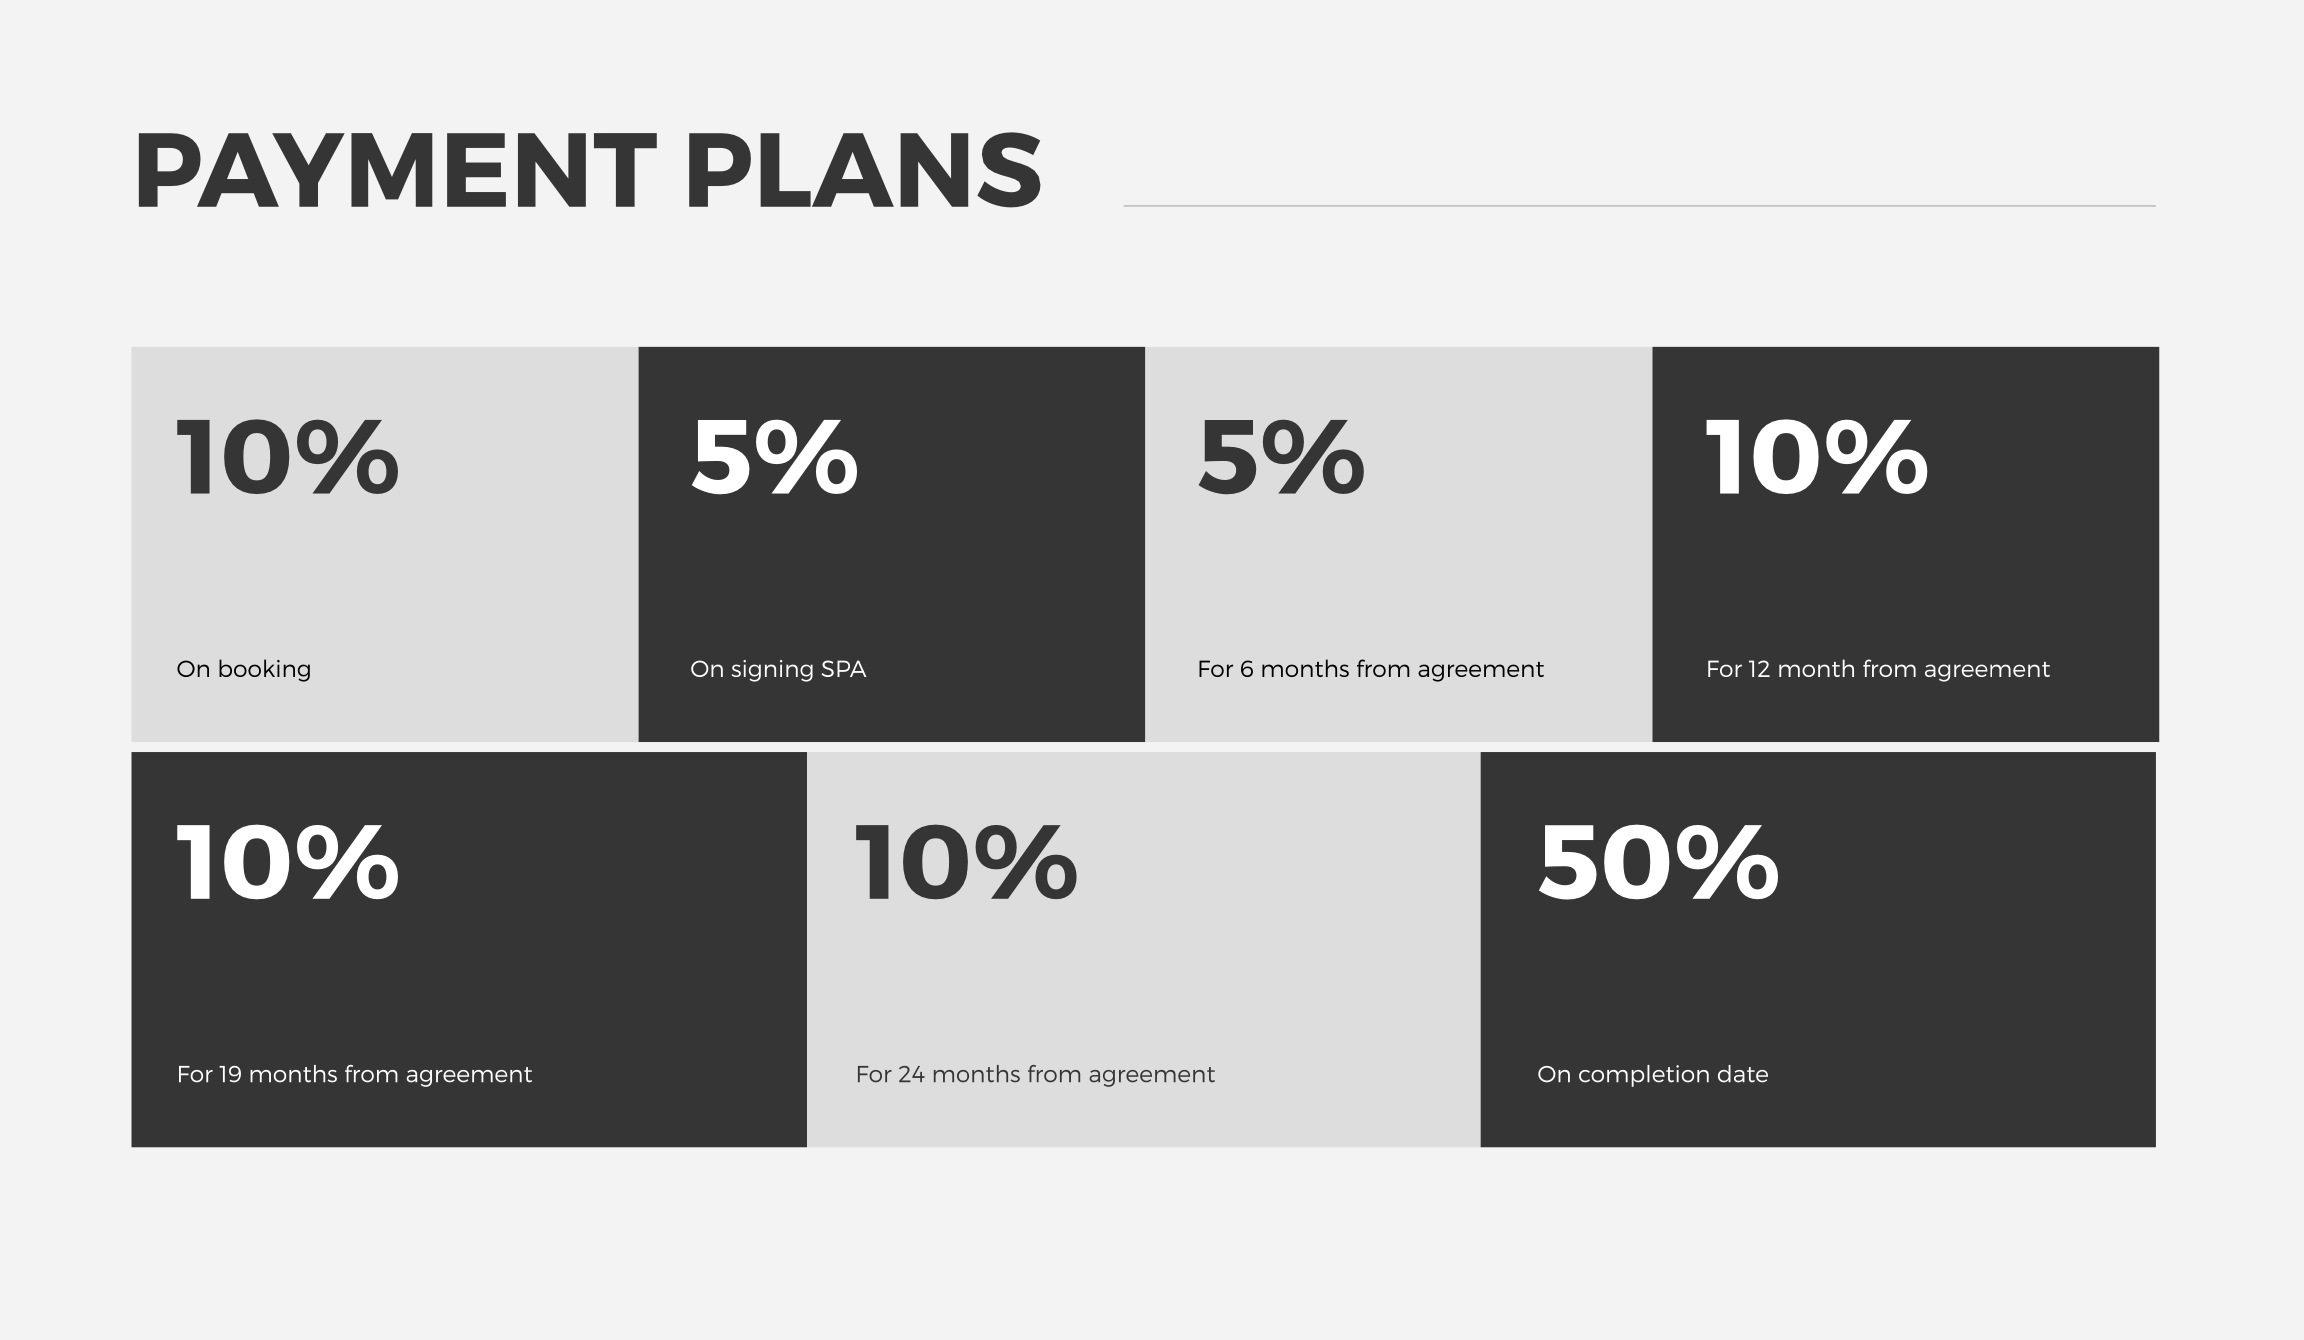 PAYMENT PLANS
10%
On booking
5%
On signing SPA
5%
For 6 months from agreement
10%
For 12 month from agreement
10%
For 19 months from agreement
10%
For 24 months from agreement
50%
On completion date